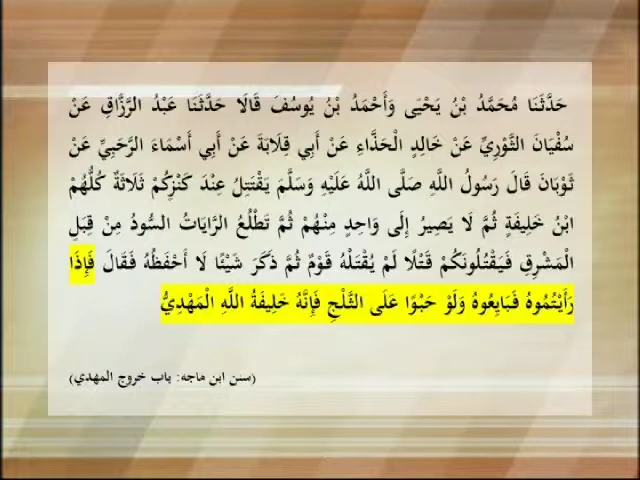 حَدَّثَنَا مُحَمَّدُ بْنُ يَحْيَى وَأَحْمَدُ بْنُ يُوسُفَ قَالَا حَدَّثَنَا عَبْدُ الرَّزَّاقِ عَنْ
سُفْيَانَ الثَّوْرِيِّ عَنْ خَالِدٍ الْحَذَّاءِ عَنْ أَبِي قِلَابَةَ عَنْ أَبِي أَسْمَاءَ الرَّحَبِيِّ عَنْ
ثَوْبَانَ قَالَ رَسُولُ اللَّهِ صَلَّى اللَّهُ عَلَيْهِ وَسَلَّمَ يَقْتَتِلُ عِنْدَ كَنْزِكُمْ ثَلَاثَةٌ كُلُّهُمْ
ابْنُ خَلِيفَةٍ ثُمَّ لَا يَصِيرُ إِلَى وَاحِدٍ مِنْهُمْ ثُمَّ تَطْلُعُ الرَّايَاتُ السُّودُ مِنْ قِبَلِ
الْمَشْرِقِ فَيَقْتُلُونَكُمْ قَتْلًا لَمْ يُقْتَلْهُ قَوْمٌ ثُمَّ ذَكَرَ شَيْئًا لَا أَحْفَظُهُ فَقَالَ فَإِذَا
رَأَيْتُمُوهُ فَبَايِعُوهُ وَلَوْ حَبْوًا عَلَى الثَّلْجِ فَإِنَّهُ خَلِيفَةُ اللَّهِ الْمَهْدِيُّ
(سنن ابن ماجه: باب خروج المهدي)